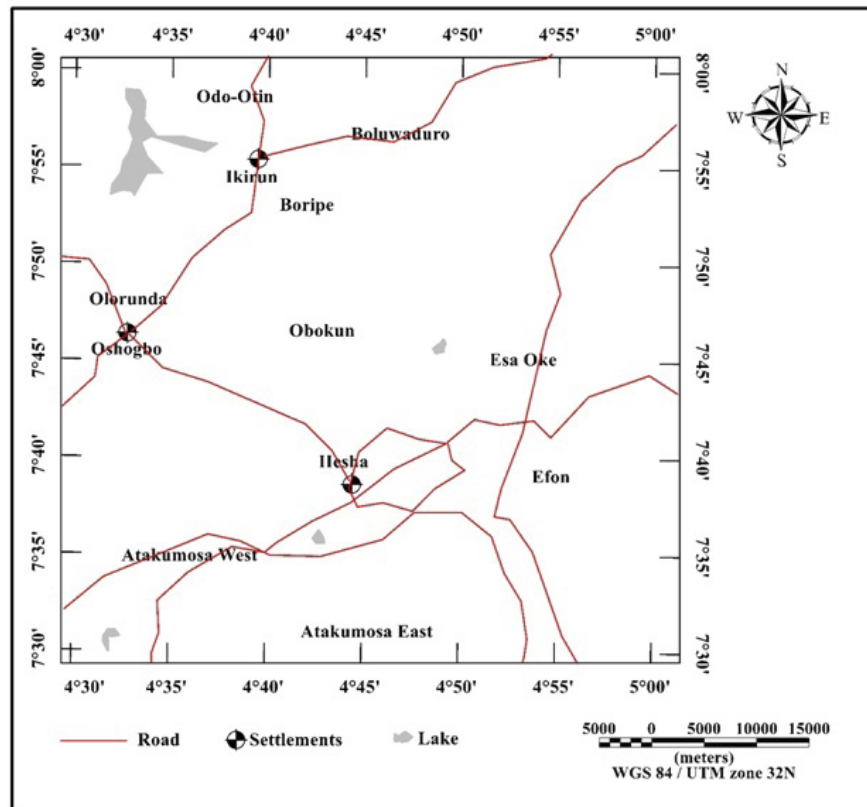 4°30' 4°35' 4°40' 4°45' 4°50' 4°55' 5°00'
8°00' 8°00'
N
W E
S
Odo-Otin
Boluwaduro
7°55' 7°55'
Ikirun
Boripe
7°50' 7°50'
Olorunda
Obokun
Oshogbo
7°45' 7°45'
Esa Oke
7°40' 7°40'
Ilesha
Efon
7°35' 7°35'
Atakumosa West
Atakumosa East
7°30' 7°30'
4°30' 4°35' 4°40' 4°45' 4°50' 4°55' 5°00'
Road Settlements Lake
5000 0 5000 10000 15000
(meters)
WGS 84 / UTM zone 32N